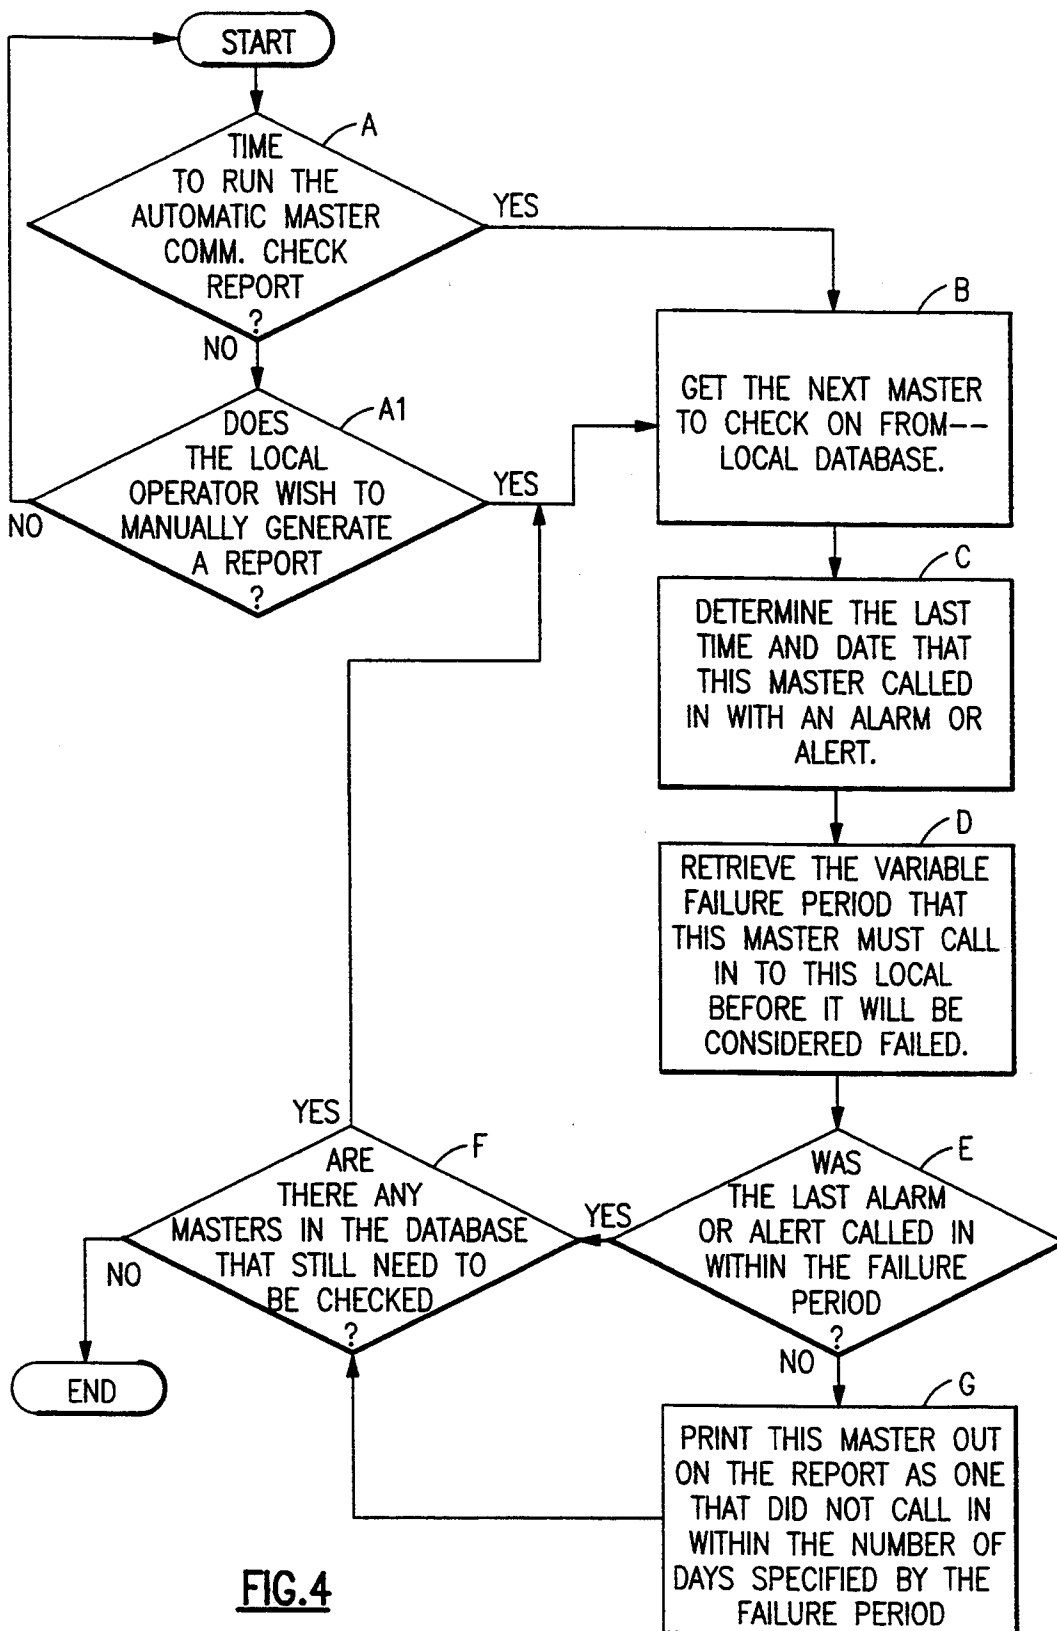 START
A
TIME
TO RUN THE
AUTOMATIC MASTER
COMM. CHECK
REPORT
?
YES
NO
B
GET THE NEXT MASTER
TO CHECK ON FROM--
LOCAL DATABASE.
A1
DOES
THE LOCAL
OPERATOR WISH TO
MANUALLY GENERATE
A REPORT
?
YES
NO
C
DETERMINE THE LAST
TIME AND DATE THAT
THIS MASTER CALLED
IN WITH AN ALARM OR
ALERT.
D
RETRIEVE THE VARIABLE
FAILURE PERIOD THAT
THIS MASTER MUST CALL
IN TO THIS LOCAL
BEFORE IT WILL BE
CONSIDERED FAILED.
E
WAS
THE LAST ALARM
OR ALERT CALLED IN
WITHIN THE FAILURE
PERIOD
?
YES
NO
F
ARE
THERE ANY
MASTERS IN THE DATABASE
THAT STILL NEED TO
BE CHECKED
?
YES
NO
END
G
PRINT THIS MASTER OUT
ON THE REPORT AS ONE
THAT DID NOT CALL IN
WITHIN THE NUMBER OF
DAYS SPECIFIED BY THE
FAILURE PERIOD
FIG.4